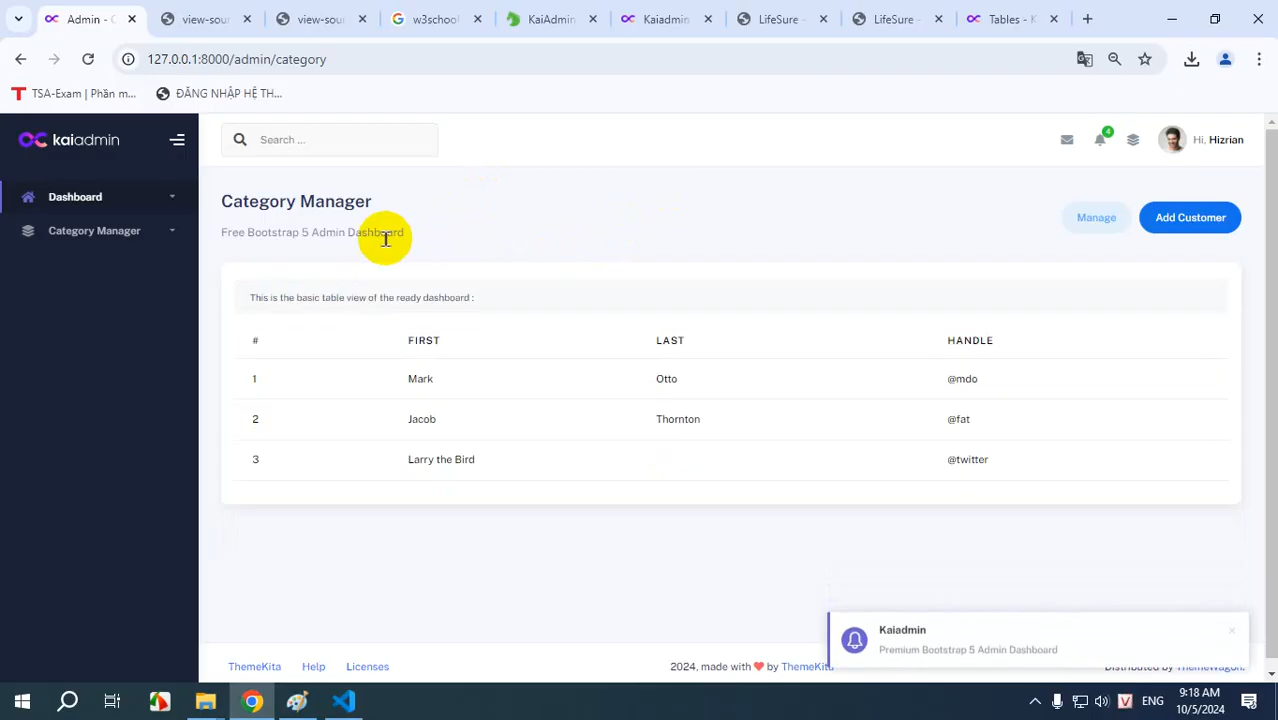 Admin - C
view-sour
view-sour
w3school
KaiAdmin
Kaiadmin
LifeSure -
LifeSure -
Tables - K
127.0.0.1:8000/admin/category
TSA-Exam | Phần m...
ĐĂNG NHẬP HỆ TH...
kaiadmin
Search ...
4
Hi, Hizrian
Dashboard
Category Manager
Category Manager
Free Bootstrap 5 Admin Dashboard
Manage
Add Customer
This is the basic table view of the ready dashboard :
# FIRST LAST HANDLE
1 Mark Otto @mdo
2 Jacob Thornton @fat
3 Larry the Bird @twitter
Kaiadmin
Premium Bootstrap 5 Admin Dashboard
ThemeKita Help Licenses
2024, made with by ThemeKita
Distributed by ThemeWagon.
ENG
9:18 AM
10/5/2024